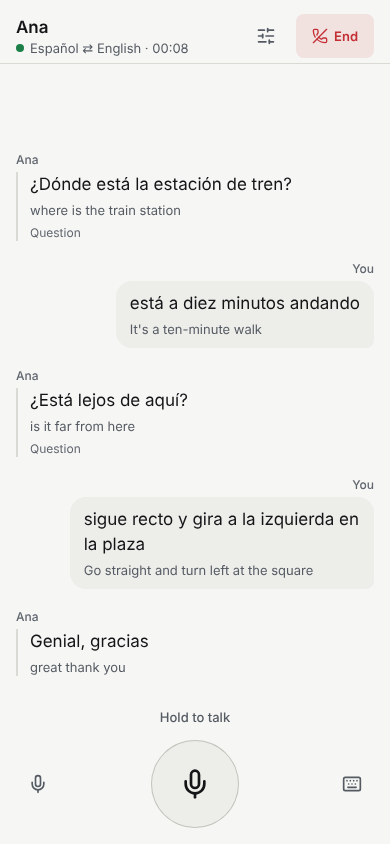 Ana
Español ⇄ English · 00:08
End
Ana
¿Dónde está la estación de tren?
where is the train station
Question
You
está a diez minutos andando
It's a ten-minute walk
Ana
¿Está lejos de aquí?
is it far from here
Question
You
sigue recto y gira a la izquierda en
la plaza
Go straight and turn left at the square
Ana
Genial, gracias
great thank you
Hold to talk